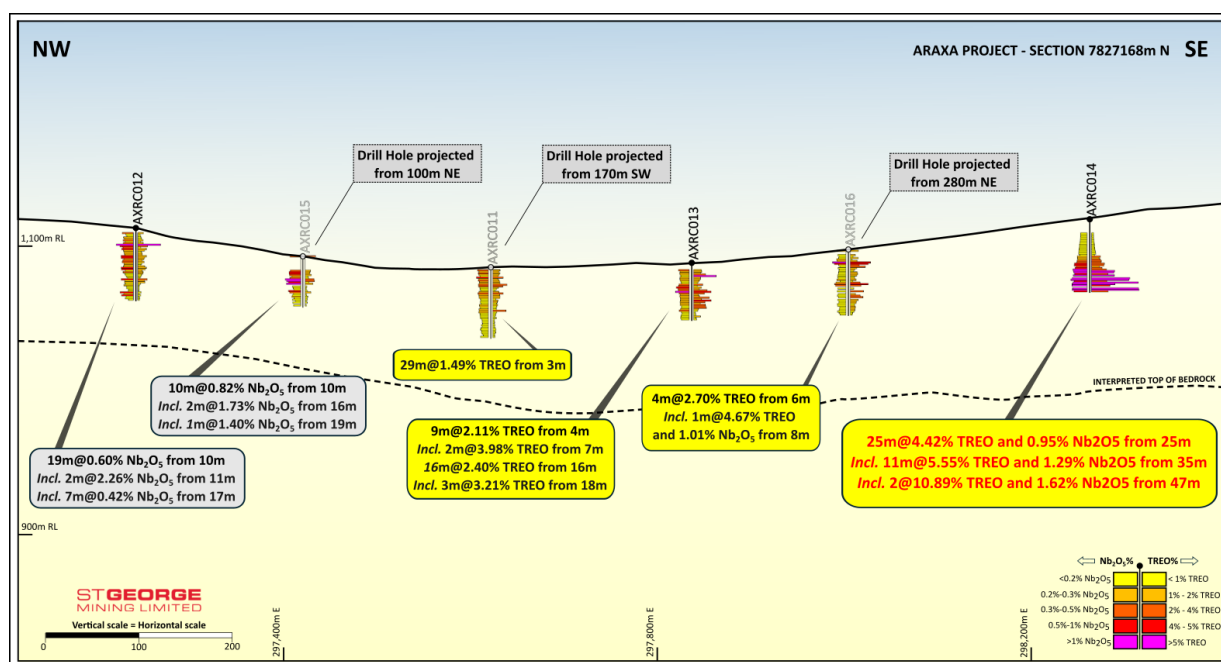 NW
ARAXA PROJECT - SECTION 7827168m N SE
Drill Hole projected
from 100m NE
Drill Hole projected
from 170m SW
Drill Hole projected
from 280m NE
AXRC012
AXRC015
AXRC011
AXRC013
AXRC016
AXRC014
1,100m RL
29m@1.49% TREO from 3m
10m@0.82% Nb₂O₅ from 10m
Incl. 2m@1.73% Nb₂O₅ from 16m
Incl. 1m@1.40% Nb₂O₅ from 19m
INTERPRETED TOP OF BEDROCK
4m@2.70% TREO from 6m
Incl. 1m@4.67% TREO
and 1.01% Nb₂O₅ from 8m
9m@2.11% TREO from 4m
Incl. 2m@3.98% TREO from 7m
16m@2.40% TREO from 16m
Incl. 3m@3.21% TREO from 18m
25m@4.42% TREO and 0.95% Nb2O5 from 25m
Incl. 11m@5.55% TREO and 1.29% Nb2O5 from 35m
Incl. 2@10.89% TREO and 1.62% Nb2O5 from 47m
19m@0.60% Nb₂O₅ from 10m
Incl. 2m@2.26% Nb₂O₅ from 11m
Incl. 7m@0.42% Nb₂O₅ from 17m
900m RL
STGEORGE
MINING LIMITED
Vertical scale = Horizontal scale
0 100 200
297,400m E
297,800m E
298,200m E
Nb₂O₅% TREO%
<0.2% Nb₂O₅ < 1% TREO
0.2%-0.3% Nb₂O₅ 1% - 2% TREO
0.3%-0.5% Nb₂O₅ 2% - 4% TREO
0.5%-1% Nb₂O₅ 4% - 5% TREO
>1% Nb₂O₅ >5% TREO